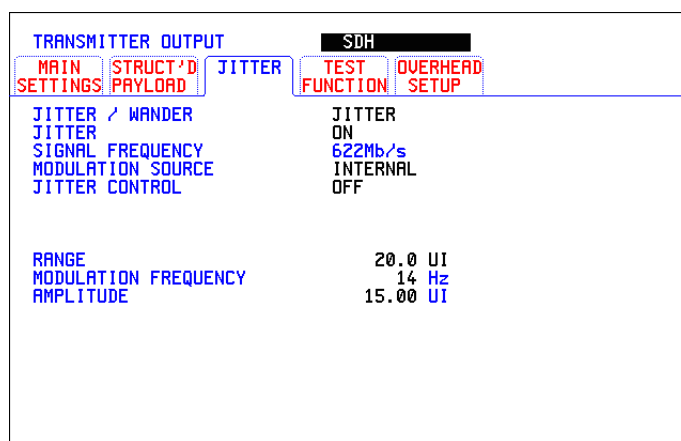 TRANSMITTER OUTPUT SDH
MAIN SETTINGS
STRUCT'D PAYLOAD
JITTER
TEST FUNCTION
OVERHEAD SETUP
JITTER / WANDER JITTER
JITTER ON
SIGNAL FREQUENCY 622Mb/s
MODULATION SOURCE INTERNAL
JITTER CONTROL OFF
RANGE 20.0 UI
MODULATION FREQUENCY 14 Hz
AMPLITUDE 15.00 UI